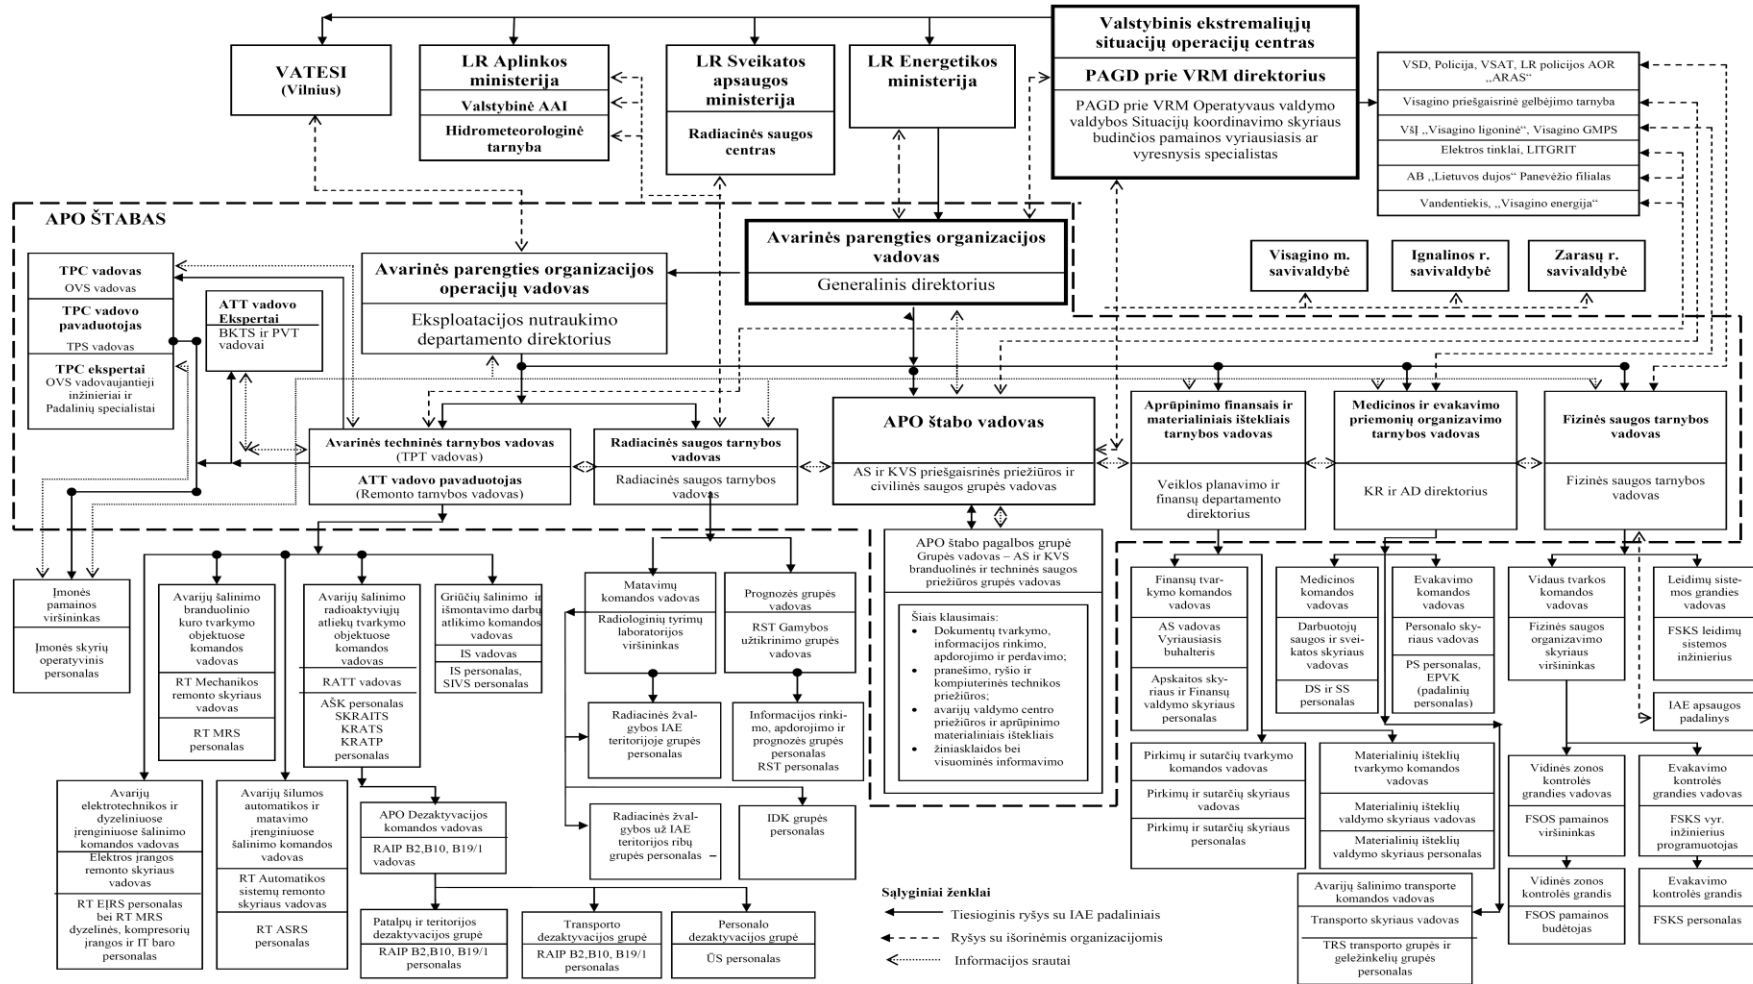 Valstybinis ekstremaliųjų
situacijų operacijų centras
PAGD prie VRM direktorius
PAGD prie VRM Operatyvaus valdymo
valdybos Situacijų koordinavimo skyriaus
budinčios pamainos vyriausiasis ar
vyresnysis specialistas
VATESI
(Vilnius)
LR Aplinkos
ministerija
Valstybinė AAI
Hidrometeorologinė
tarnyba
LR Sveikatos
apsaugos
ministerija
Radiacinės saugos
centras
LR Energetikos
ministerija
VSD, Policija, VSAT, LR policijos AOR
„ARAS“
Visagino priešgaisrinė gelbėjimo tarnyba
VšĮ „Visagino ligoninė“, Visagino GMPS
Elektros tinklai, LITGRIT
AB „Lietuvos dujos“ Panevėžio filialas
Vandentiekis, „Visagino energija“
APO ŠTABAS
Avarinės parengties organizacijos
vadovas
Generalinis direktorius
Visagino m.
savivaldybė
Ignalinos r.
savivaldybė
Zarasų r.
savivaldybė
Avarinės parengties organizacijos
operacijų vadovas
Eksploatacijos nutraukimo
departamento direktorius
TPC vadovas
OVS vadovas
TPC vadovo
pavaduotojas
TPS vadovas
TPC ekspertai
OVS vadovaujantieji
inžinieriai ir
Padalinių specialistai
ATT vadovo
Ekspertai
BKTS ir PVT
vadovai
Avarinės techninės tarnybos vadovas
(TPT vadovas)
ATT vadovo pavaduotojas
(Remonto tarnybos vadovas)
Radiacinės saugos tarnybos
vadovas
Radiacinės saugos tarnybos
vadovas
APO štabo vadovas
AS ir KVS priešgaisrinės priežiūros ir
civilinės saugos grupės vadovas
Aprūpinimo finansais ir
materialiniais ištekliais
tarnybos vadovas
Veiklos planavimo ir
finansų departamento
direktorius
Medicinos ir evakavimo
priemonių organizavimo
tarnybos vadovas
KR ir AD direktorius
Fizinės saugos tarnybos
vadovas
Fizinės saugos tarnybos
vadovas
APO štabo pagalbos grupė
Grupės vadovas – AS ir KVS
branduolinės ir techninės saugos
priežiūros grupės vadovas
Šiais klausimais:
• Dokumentų tvarkymo,
informacijos rinkimo,
apdorojimo ir perdavimo;
• pranešimo, ryšio ir
kompiuterinės technikos
priežiūros;
• avarijų valdymo centro
priežiūros ir aprūpinimo
materialiniais ištekliais
• žiniasklaidos bei
visuominės informavimo
Įmonės
pamainos
viršininkas
Įmonės skyrių
operatyvinis
personalas
Avarijų šalinimo
branduolinio
kuro tvarkymo
objektuose
komandos
vadovas
RT Mechanikos
remonto skyriaus
vadovas
RT MRS
personalas
Avarijų šalinimo
radioaktyviųjų
atliekų tvarkymo
objektuose
komandos
vadovas
RATT vadovas
AŠK personalas
SKRAITS
KRATS
KRATP
personalas
Griūčių šalinimo ir
išmontavimo darbų
atlikimo komandos
vadovas
IS vadovas
IS personalas,
SIVS personalas
Matavimų
komandos vadovas
Radiologinių tyrimų
laboratorijos
viršininkas
Prognozės grupės
vadovas
RST Gamybos
užtikrinimo grupės
vadovas
Radiacinės žval-
gybos IAE
teritorijoje grupės
personalas
Informacijos rinki-
mo, apdorojimo ir
prognozės grupės
personalas
RST personalas
Radiacinės žval-
gybos už IAE
teritorijos ribų
grupės personalas
IDK grupės
personalas
Finansų tvar-
kymo komandos
vadovas
AS vadovas
Vyriausiasis
buhalteris
Apskaitos sky-
riaus ir Finansų
valdymo skyriaus
personalas
Medicinos
komandos
vadovas
Darbuotojų
saugos ir svei-
katos skyriaus
vadovas
DS ir SS
personalas
Evakavimo
komandos
vadovas
Personalo sky-
riaus vadovas
PS personalas,
EPVK (padalinių
personalas)
Vidaus tvarkos
komandos
vadovas
Fizinės saugos
organizavimo
skyriaus
viršininkas
Leidimų siste-
mos grandies
vadovas
FSKS leidimų
sistemos
inžinierius
IAE apsaugos
padalinys
Pirkimų ir sutarčių tvarkymo
komandos vadovas
Pirkimų ir sutarčių skyriaus
vadovas
Pirkimų ir sutarčių skyriaus
personalas
Materialinių išteklių
tvarkymo komandos
vadovas
Materialinių išteklių
valdymo skyriaus vadovas
Materialinių išteklių
valdymo skyriaus personalas
Vidinės zonos
kontrolės
grandies vadovas
FSOS pamainos
viršininkas
Evakavimo
kontrolės
grandies vadovas
FSKS vyr.
inžinierius
programuotojas
Vidinės zonos
kontrolės grandis
FSOS pamainos
budėtojas
Evakavimo
kontrolės grandis
FSKS personalas
Avarijų šalinimo transporte
komandos vadovas
Transporto skyriaus vadovas
TRS transporto grupės ir
geležinkelių grupės
personalas
Avarijų
elektrotechnikos ir
dyzeliniuose
įrenginiuose šalinimo
komandos vadovas
Elektros įrangos
remonto skyriaus
vadovas
RT EĮRS personalas
bei RT MRS
dyzelinės, kompresorių
įrangos ir IT baro
personalas
Avarijų šilumos
automatikos ir
matavimo
įrenginiuose
šalinimo komandos
vadovas
RT Automatikos
sistemų remonto
skyriaus vadovas
RT ASRS
personalas
APO Dezaktyvacijos
komandos vadovas
RAIP B2,B10, B19/1
vadovas
Patalpų ir teritorijos
dezaktyvacijos grupė
RAIP B2,B10, B19/1
personalas
Transporto
dezaktyvacijos grupė
RAIP B2,B10, B19/1
personalas
Personalo
dezaktyvacijos grupė
ŪS personalas
Sąlyginiai ženklai
Tiesioginis ryšys su IAE padaliniais
Ryšys su išorinėmis organizacijomis
Informacijos srautai